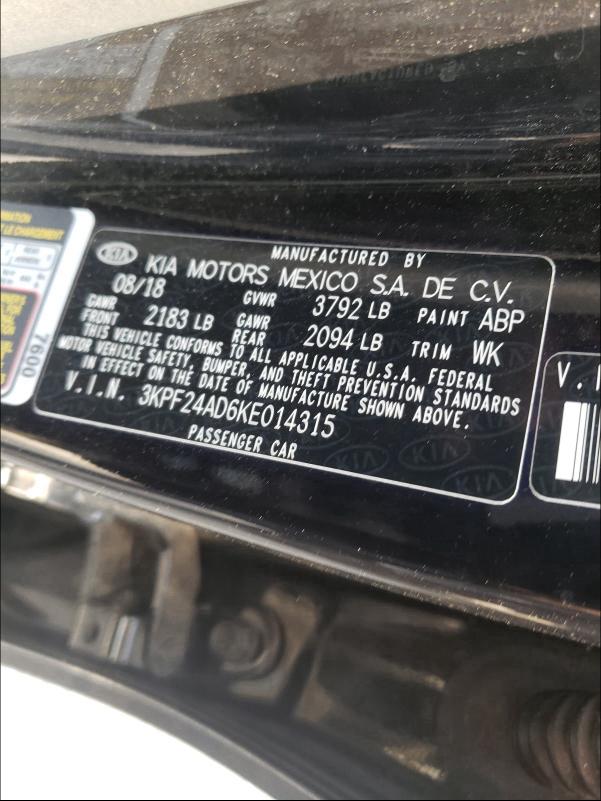 MANUFACTURED BY
KIA KIA MOTORS MEXICO S.A. DE C.V.
08/18 GVWR 3792 LB PAINT ABP
GAWR FRONT 2183 LB GAWR REAR 2094 LB TRIM WK
THIS VEHICLE CONFORMS TO ALL APPLICABLE U.S.A. FEDERAL
MOTOR VEHICLE SAFETY, BUMPER, AND THEFT PREVENTION STANDARDS
IN EFFECT ON THE DATE OF MANUFACTURE SHOWN ABOVE.
V.I.N. 3KPF24AD6KE014315
PASSENGER CAR
7600
V.I